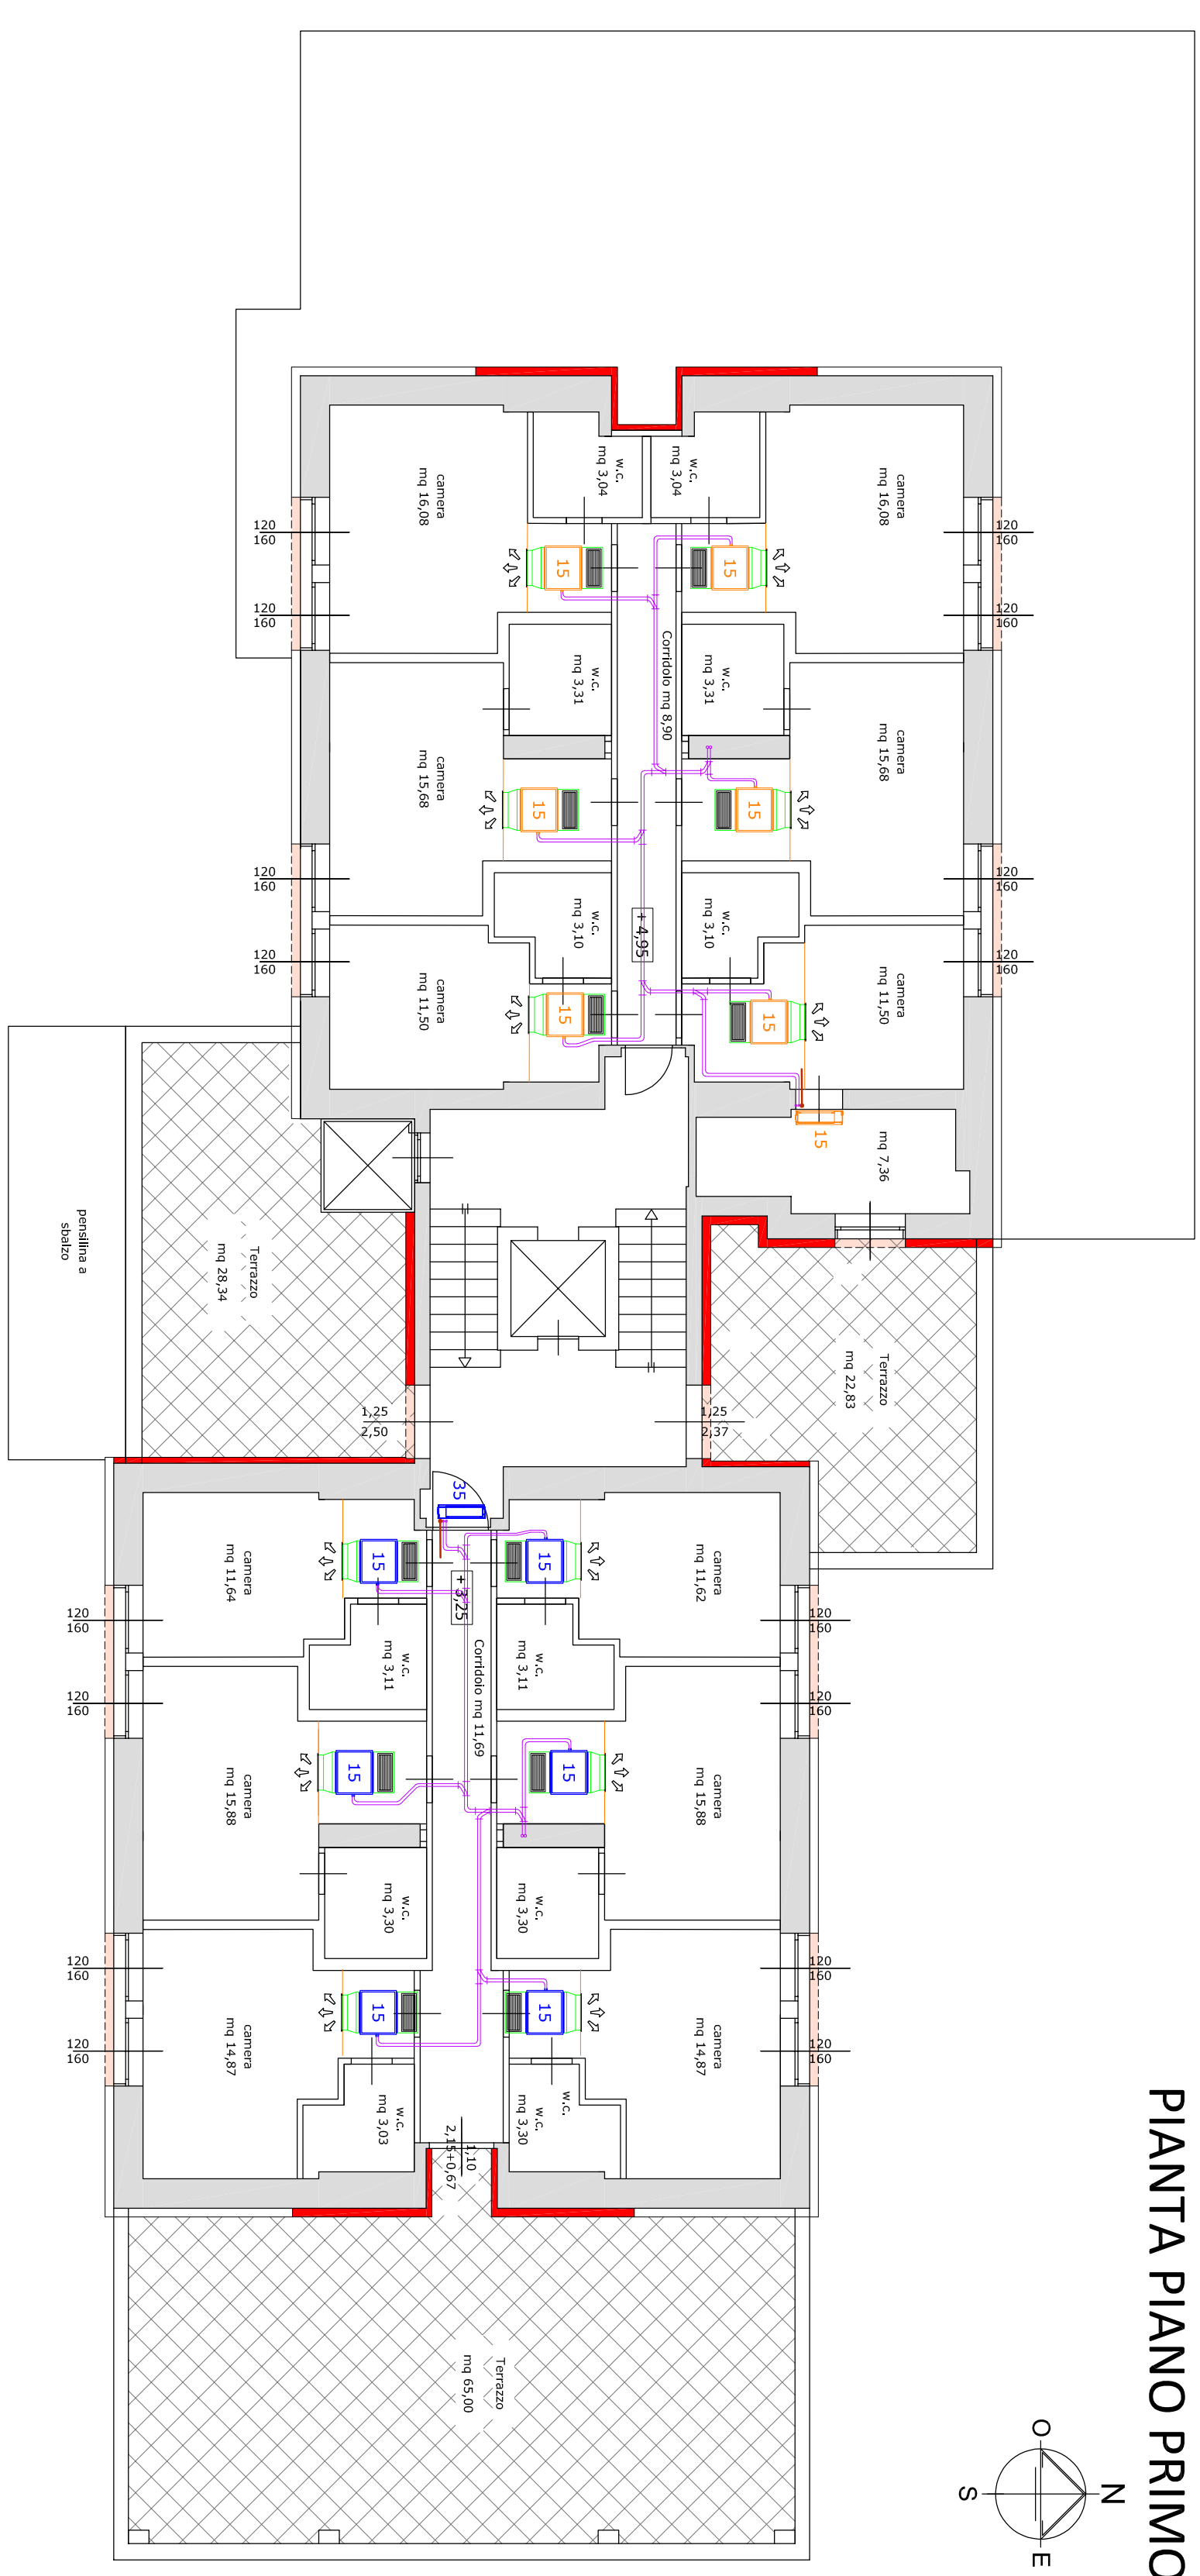 PIANTA PIANO PRIMO
N
O
E
S
camera
mq 16,08
w.c.
mq 3,04
w.c.
mq 3,04
camera
mq 16,08
120
160
120
160
120
160
120
160
15
15
Corridoio mq 8,90
w.c.
mq 3,31
w.c.
mq 3,31
camera
mq 15,68
camera
mq 15,68
15
15
120
160
120
160
120
160
120
160
w.c.
mq 3,10
+ 4,95
w.c.
mq 3,10
camera
mq 11,50
camera
mq 11,50
15
15
15
mq 7,36
pensilina a
sbalzo
Terrazzo
mq 28,34
Terrazzo
mq 22,83
1,25
2,50
1,25
2,37
35
camera
mq 11,64
15
15
camera
mq 11,62
+ 3,25
120
160
120
160
120
160
120
160
w.c.
mq 3,11
Corridoio mq 11,69
w.c.
mq 3,11
camera
mq 15,88
15
15
camera
mq 15,88
w.c.
mq 3,30
w.c.
mq 3,30
120
160
120
160
120
160
120
160
camera
mq 14,87
15
15
camera
mq 14,87
w.c.
mq 3,03
w.c.
w.c.
mq 3,30
1,10
2,15+0,67
Terrazzo
mq 65,00